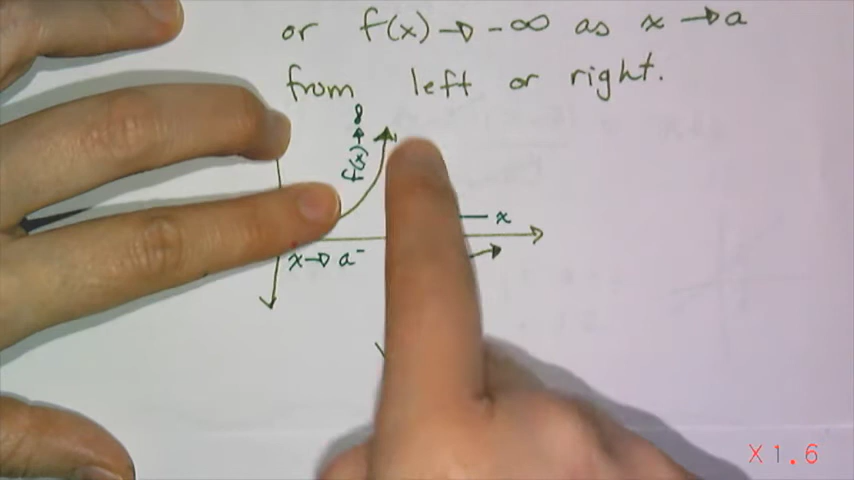 or f(x) → -∞ as x → a
from left or right.
f(x) → ∞
x
x → a⁻
X1.6